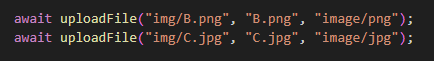 await uploadFile("img/B.png", "B.png", "image/png");
await uploadFile("img/C.jpg", "C.jpg", "image/jpg");